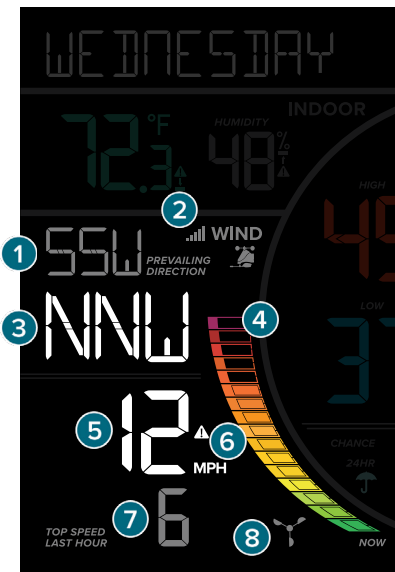 WEDNESDAY
INDOOR
72.3 °F
HUMIDITY
48 %
2
WIND
HIGH
1 SSW PREVAILING
DIRECTION
3 NNW
4
LOW
5 12 6
MPH
CHANCE
24HR
7 6
TOP SPEED
LAST HOUR
8
NOW